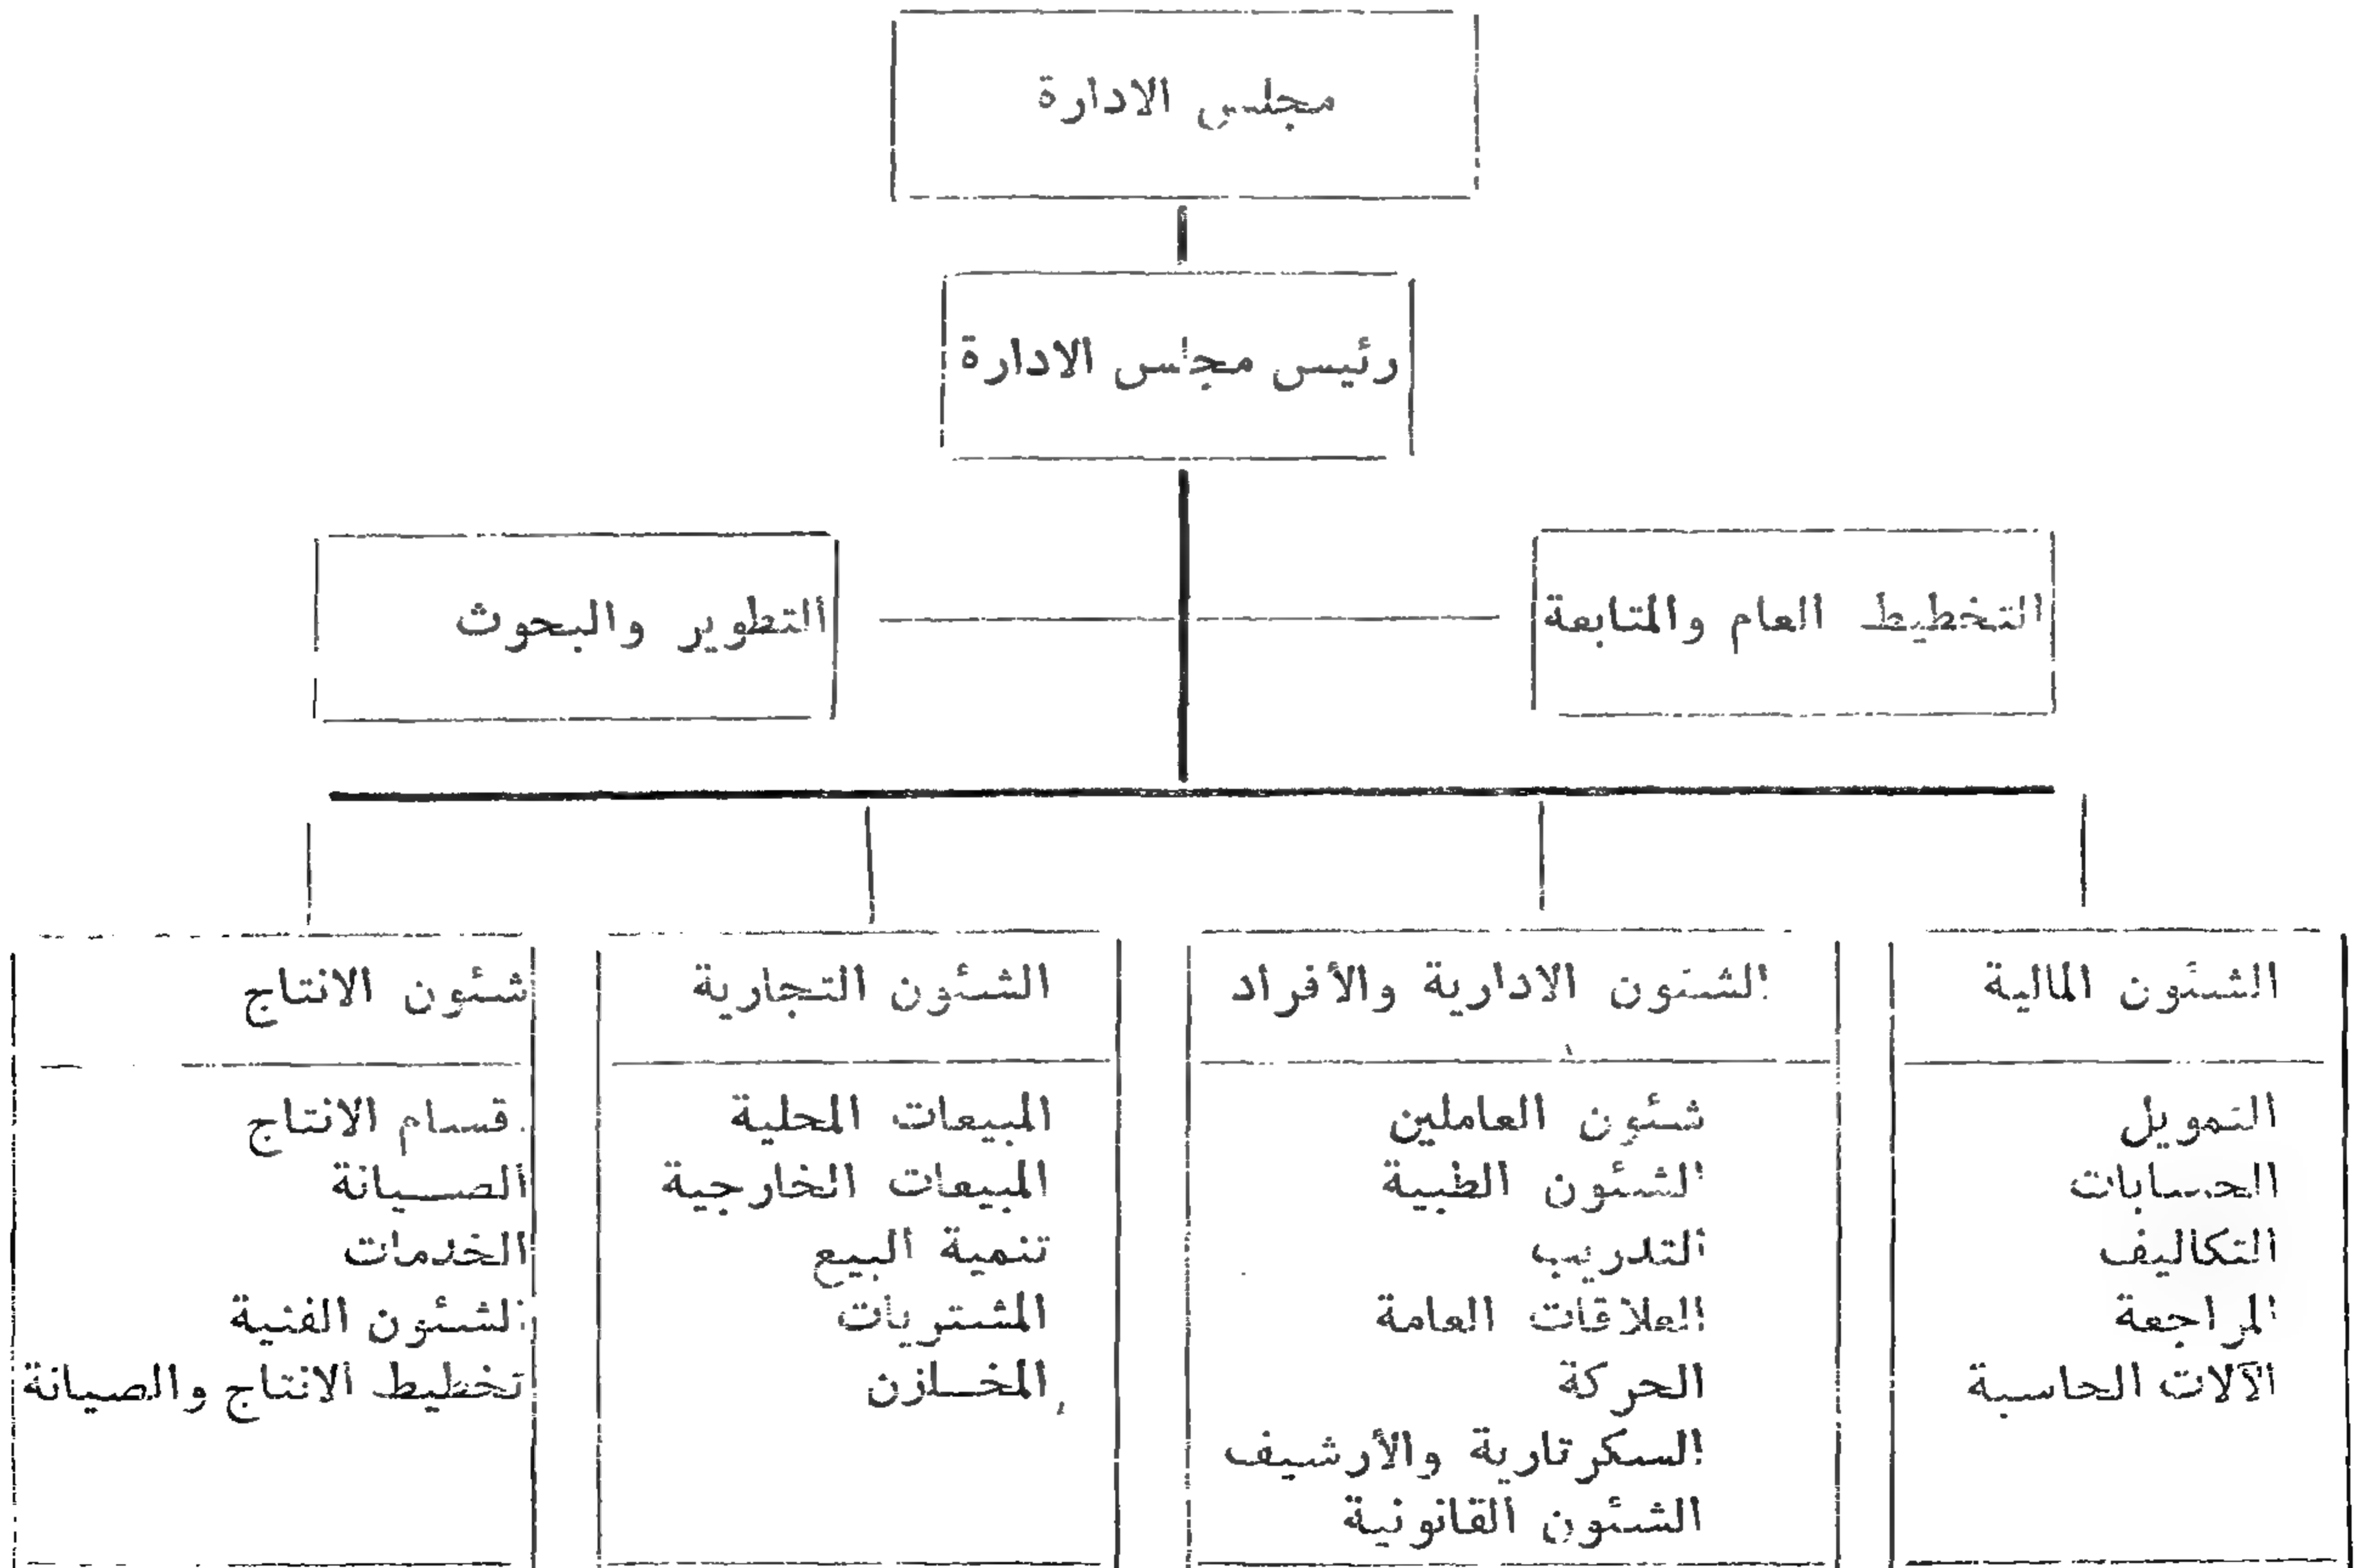 مجلس الادارة
رئيس مجلس الادارة
التخطيط العام والمتابعة
التطوير والبحوث
الشئون المالية
التمويل
الحسابات
التكاليف
المراجعة
الآلات الحاسبة
الشئون الادارية والأفراد
شئون العاملين
الشئون الطبية
التدريب
العلاقات العامة
الحركة
السكرتارية والأرشيف
الشئون القانونية
الشئون التجارية
المبيعات المحلية
المبيعات الخارجية
تنمية البيع
المشتريات
المخازن
شئون الانتاج
قسام الانتاج
الصيانة
الخدمات
الشئون الفنية
تخطيط الانتاج والصيانة